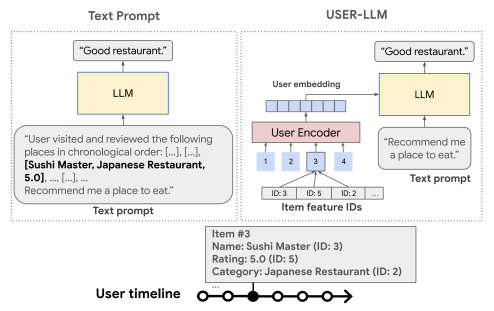 Text Prompt
"Good restaurant."
LLM
"User visited and reviewed the following
places in chronological order: [...], [...],
[Sushi Master, Japanese Restaurant,
5.0], ..., [...], ...
Recommend me a place to eat."
Text prompt
USER-LLM
"Good restaurant."
User embedding
LLM
User Encoder
1
2
3
4
"Recommend me
a place to eat."
Text prompt
ID: 3
ID: 5
ID: 2
...
Item feature IDs
Item #3
Name: Sushi Master (ID: 3)
Rating: 5.0 (ID: 5)
Category: Japanese Restaurant (ID: 2)
...
User timeline